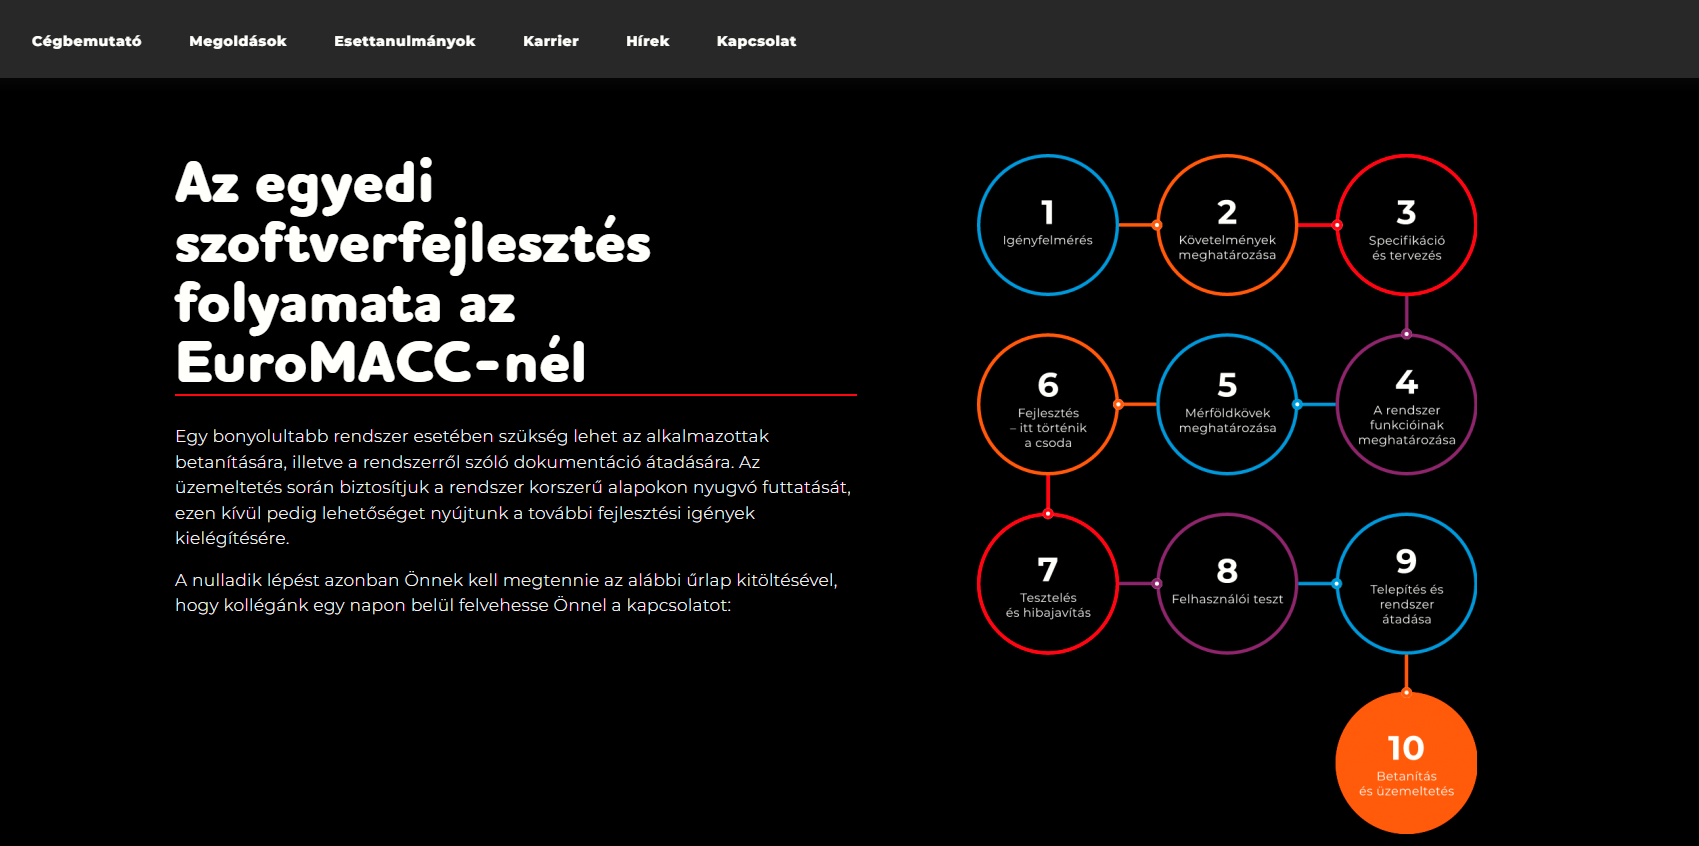 Cégbemutató Megoldások Esettanulmányok Karrier Hírek Kapcsolat
Az egyedi
szoftverfejlesztés
folyamata az
EuroMACC-nél
Egy bonyolultabb rendszer esetében szükség lehet az alkalmazottak
betanítására, illetve a rendszerről szóló dokumentáció átadására. Az
üzemeltetés során biztosítjuk a rendszer korszerű alapokon nyugvó futtatását,
ezen kívül pedig lehetőséget nyújtunk a további fejlesztési igények
kielégítésére.
A nulladik lépést azonban Önnek kell megtennie az alábbi űrlap kitöltésével,
hogy kollégánk egy napon belül felvehesse Önnel a kapcsolatot:
1
Igényfelmérés
2
Követelmények
meghatározása
3
Specifikáció
és tervezés
4
A rendszer
funkcióinak
meghatározása
5
Mérföldkövek
meghatározása
6
Fejlesztés
– itt történik
a csoda
7
Tesztelés
és hibajavítás
8
Felhasználói teszt
9
Telepítés és
rendszer
átadása
10
Betanítás
és üzemeltetés